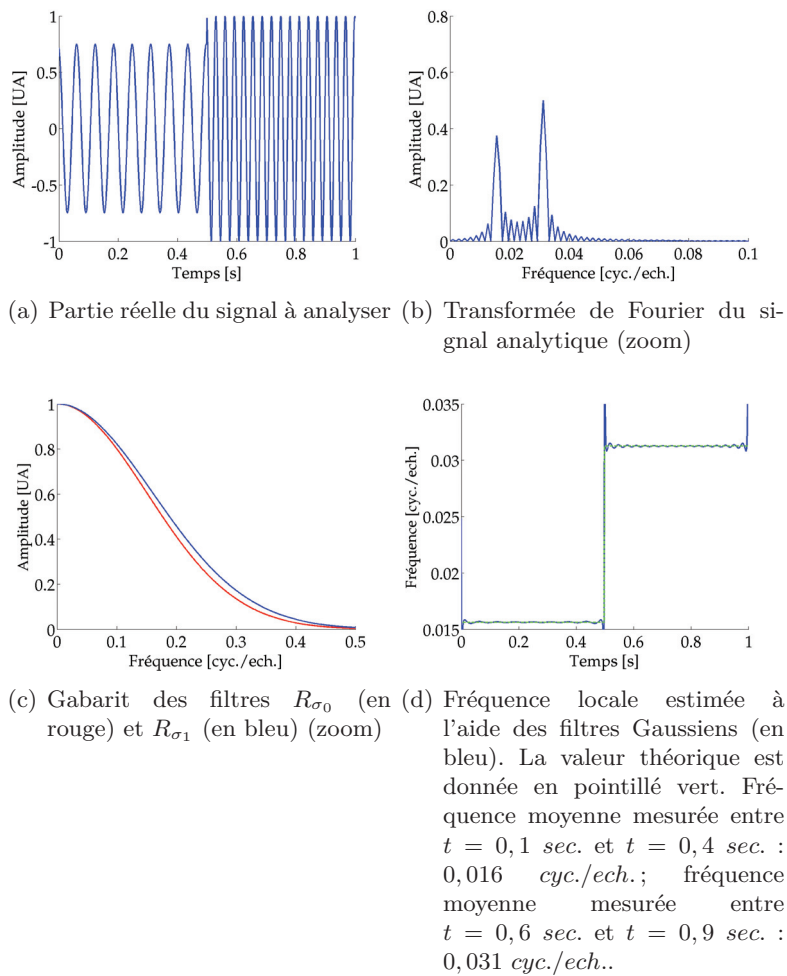 Amplitude [UA]
1
0.5
0
-0.5
-1
0 0.2 0.4 0.6 0.8 1
Temps [s]
Amplitude [UA]
0.8
0.6
0.4
0.2
0
0 0.02 0.04 0.06 0.08 0.1
Fréquence [cyc./ech.]
(a) Partie réelle du signal à analyser
(b) Transformée de Fourier du si-
gnal analytique (zoom)
Amplitude [UA]
1
0.8
0.6
0.4
0.2
0
0 0.1 0.2 0.3 0.4 0.5
Fréquence [cyc./ech.]
Fréquence [cyc./ech.]
0.035
0.03
0.025
0.02
0.015
0 0.2 0.4 0.6 0.8 1
Temps [s]
(c) Gabarit des filtres R_{σ_0} (en
rouge) et R_{σ_1} (en bleu) (zoom)
(d) Fréquence locale estimée à
l'aide des filtres Gaussiens (en
bleu). La valeur théorique est
donnée en pointillé vert. Fré-
quence moyenne mesurée entre
t = 0, 1 sec. et t = 0, 4 sec. :
0, 016 cyc./ech. ; fréquence
moyenne mesurée entre
t = 0, 6 sec. et t = 0, 9 sec. :
0, 031 cyc./ech..